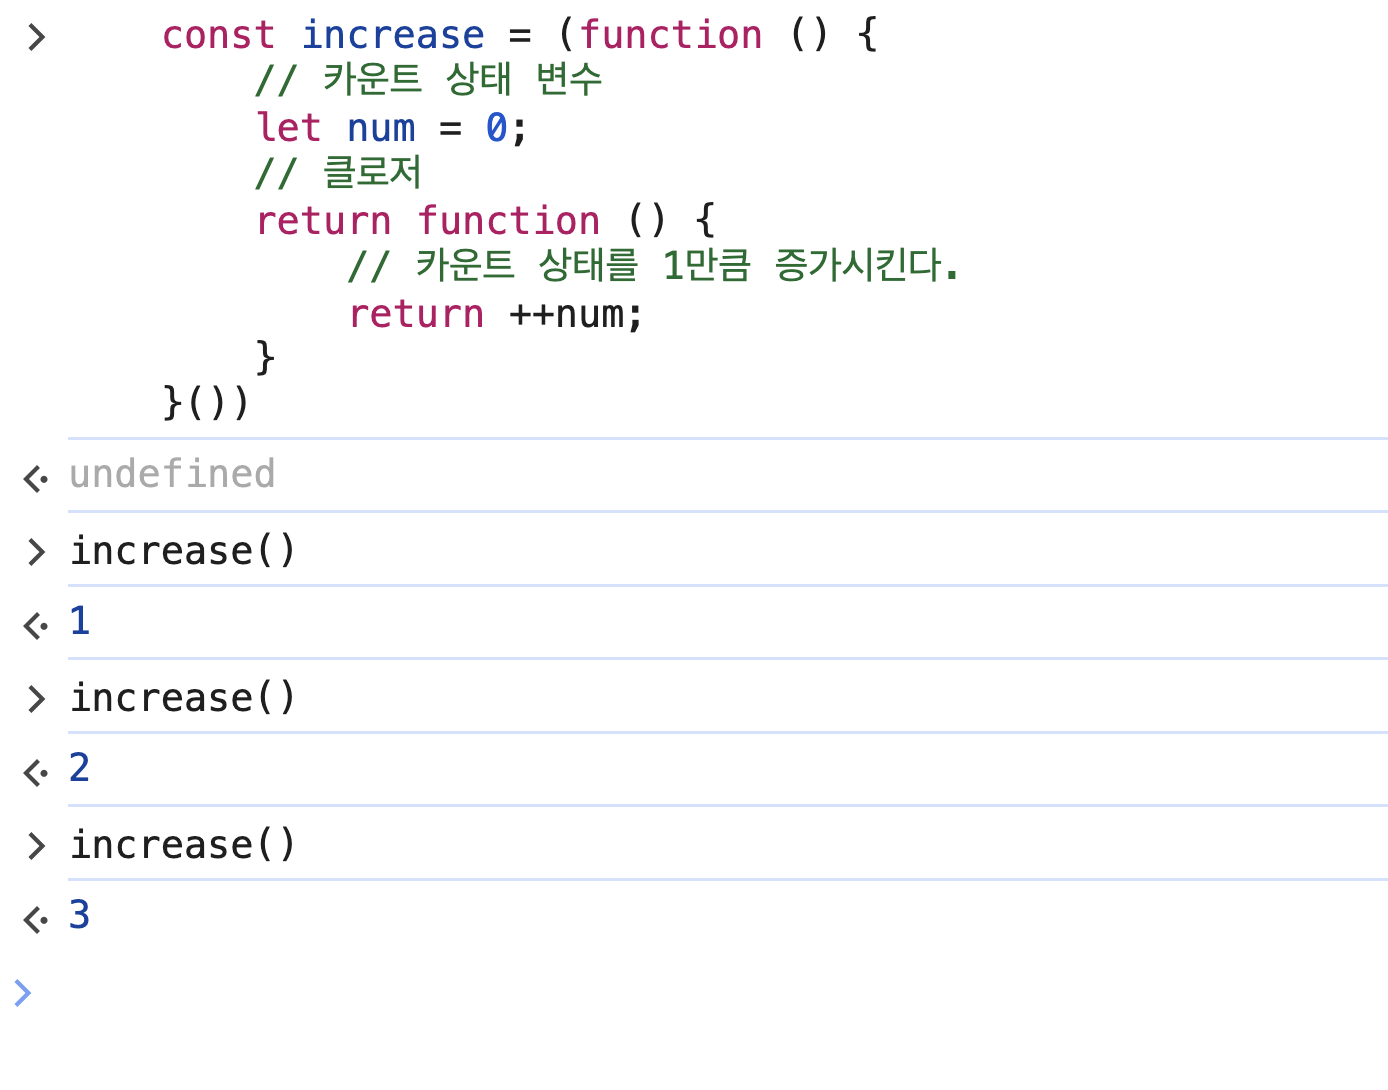 const increase = (function () {
// 카운트 상태 변수
let num = 0;
// 클로저
return function () {
// 카운트 상태를 1만큼 증가시킨다.
return ++num;
}
}())
undefined
increase()
1
increase()
2
increase()
3